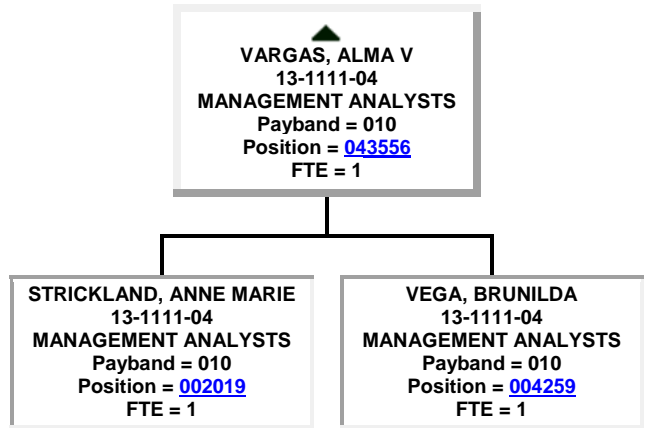 VARGAS, ALMA V
13-1111-04
MANAGEMENT ANALYSTS
Payband = 010
Position = 043556
FTE = 1
STRICKLAND, ANNE MARIE
13-1111-04
MANAGEMENT ANALYSTS
Payband = 010
Position = 002019
FTE = 1
VEGA, BRUNILDA
13-1111-04
MANAGEMENT ANALYSTS
Payband = 010
Position = 004259
FTE = 1